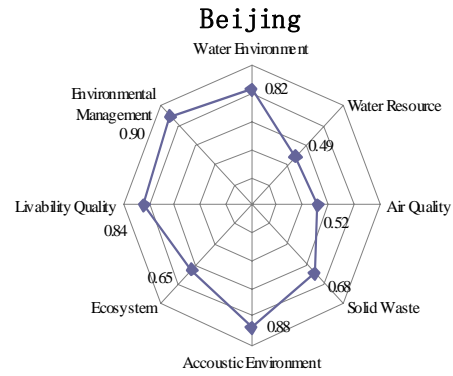 Beijing
Water Environment
0.82
Environmental
Management
0.90
Water Resource
0.49
Livability Quality
0.84
Air Quality
0.52
0.65
Ecosystem
0.68
Solid Waste
0.88
Accoustic Environment